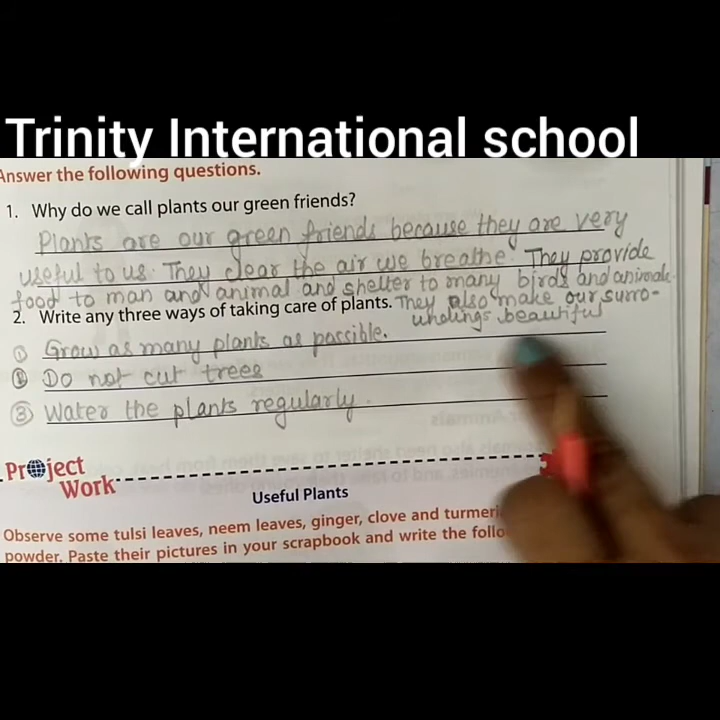 Trinity International school
Answer the following questions.
1. Why do we call plants our green friends?
Plants are our green friends because they are very
useful to us. They clear the air we breathe. They provide
food to man and animal and shelter to many birds and animals.
They also make our surro-
undings beautiful
2. Write any three ways of taking care of plants.
① Grow as many plants as possible.
② Do not cut trees
③ Water the plants regularly.
Project
Work
Useful Plants
Observe some tulsi leaves, neem leaves, ginger, clove and turmeri
powder. Paste their pictures in your scrapbook and write the follo